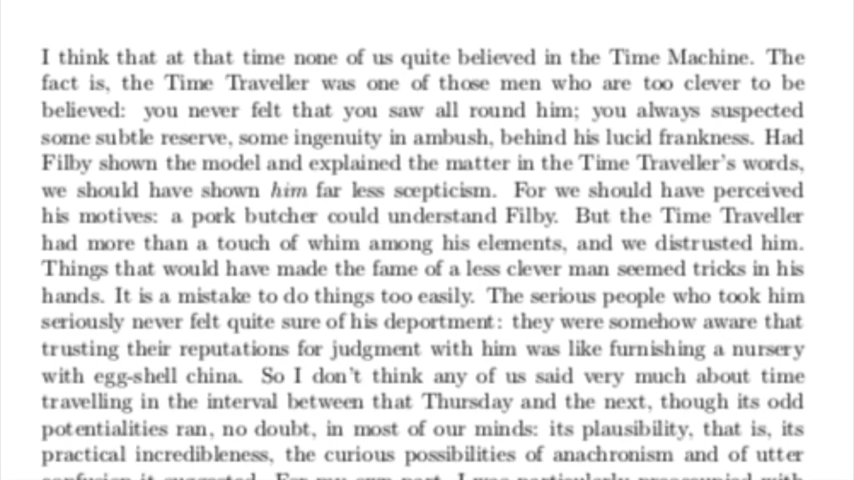 I think that at that time none of us quite believed in the Time Machine. The
fact is, the Time Traveller was one of those men who are too clever to be
believed: you never felt that you saw all round him; you always suspected
some subtle reserve, some ingenuity in ambush, behind his lucid frankness. Had
Filby shown the model and explained the matter in the Time Traveller's words,
we should have shown him far less scepticism. For we should have perceived
his motives: a pork butcher could understand Filby. But the Time Traveller
had more than a touch of whim among his elements, and we distrusted him.
Things that would have made the fame of a less clever man seemed tricks in his
hands. It is a mistake to do things too easily. The serious people who took him
seriously never felt quite sure of his deportment: they were somehow aware that
trusting their reputations for judgment with him was like furnishing a nursery
with egg-shell china. So I don't think any of us said very much about time
travelling in the interval between that Thursday and the next, though its odd
potentialities ran, no doubt, in most of our minds: its plausibility, that is, its
practical incredibleness, the curious possibilities of anachronism and of utter
confusion it suggested. For my own part, I was particularly preoccupied with